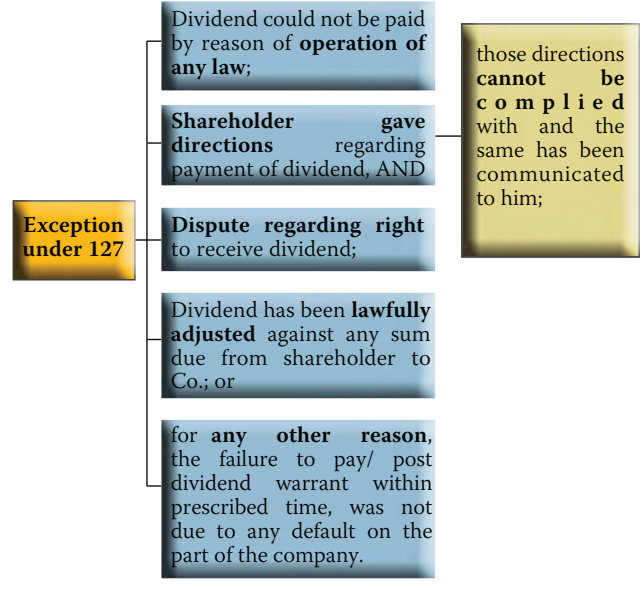 Exception
under 127
Dividend could not be paid
by reason of operation of
any law;
Shareholder gave
directions regarding
payment of dividend, AND
those directions
cannot be
complied
with and the
same has been
communicated
to him;
Dispute regarding right
to receive dividend;
Dividend has been lawfully
adjusted against any sum
due from shareholder to
Co.; or
for any other reason,
the failure to pay/ post
dividend warrant within
prescribed time, was not
due to any default on the
part of the company.